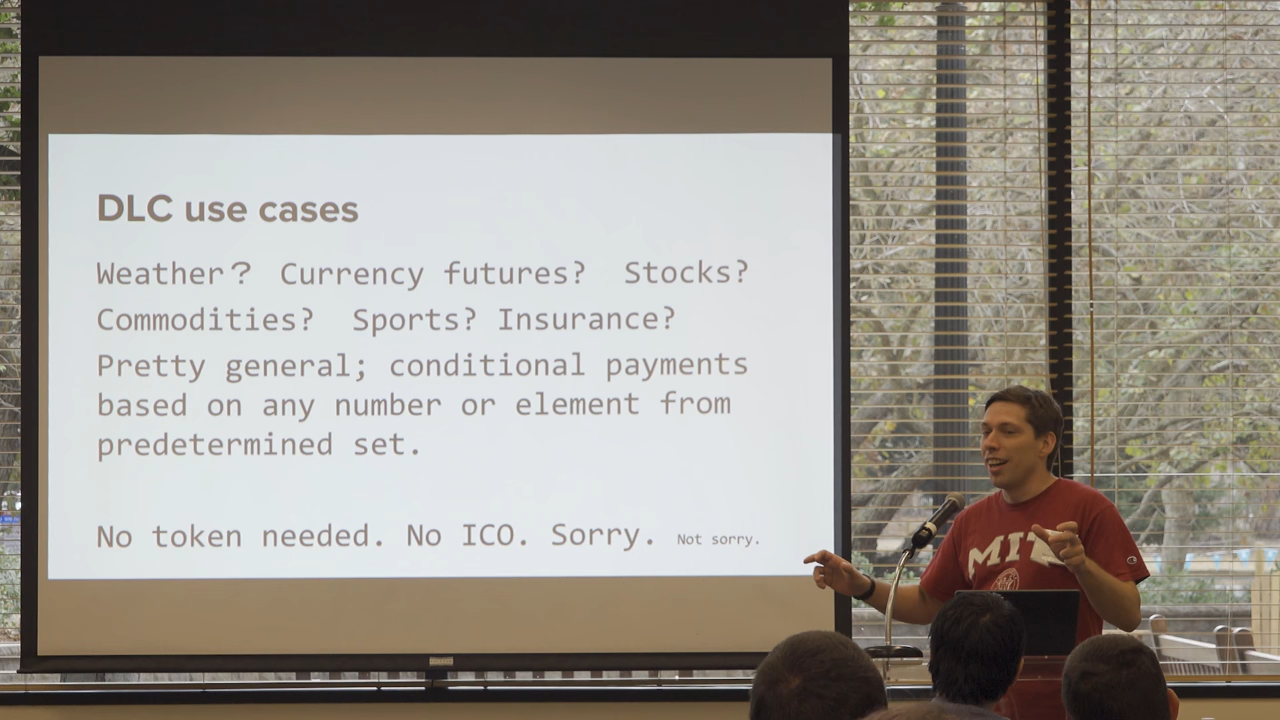 DLC use cases
Weather? Currency futures? Stocks?
Commodities? Sports? Insurance?
Pretty general; conditional payments
based on any number or element from
predetermined set.
No token needed. No ICO. Sorry. Not sorry.
MIT